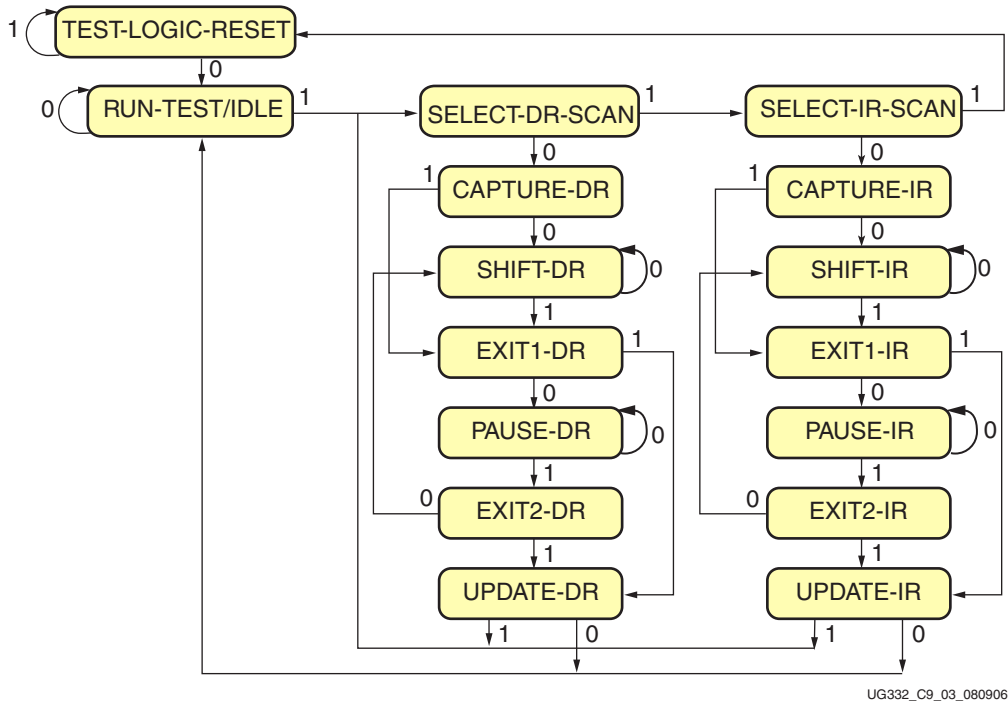 1 TEST-LOGIC-RESET
0
0 RUN-TEST/IDLE 1 SELECT-DR-SCAN 1 SELECT-IR-SCAN 1
0 0
1 CAPTURE-DR 1 CAPTURE-IR
0 0
SHIFT-DR 0 SHIFT-IR 0
1 1
EXIT1-DR 1 EXIT1-IR 1
0 0
PAUSE-DR 0 PAUSE-IR 0
1 1
0 EXIT2-DR 0 EXIT2-IR
1 1
UPDATE-DR UPDATE-IR
1 0 1 0
UG332_C9_03_080906